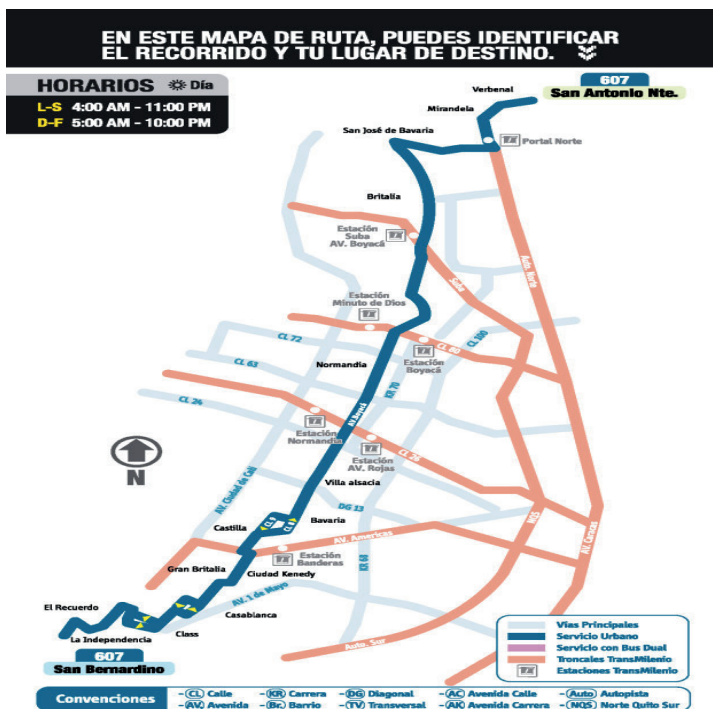 EN ESTE MAPA DE RUTA, PUEDES IDENTIFICAR
EL RECORRIDO Y TU LUGAR DE DESTINO.
HORARIOS Día
L-S 4:00 AM - 11:00 PM
D-F 5:00 AM - 10:00 PM
607
San Antonio Nte.
Verbenal
Mirandela
San José de Bavaria
Portal Norte
Britalia
Estación
Suba
AV. Boyacá
Suba
Auto. Norte
Estación
Minuto de Dios
CL 72
CL 100
CL 80
Estación
Boyacá
CL 63
Normandia
KR 70
CL 26
AV. Boyacá
Estación
Normandia
Estación
AV. Rojas
CL 26
N
AV. Ciudad de Cali
Villa alsacia
DG 13
NQS
AV. Caracas
Castilla
Bavaria
AV. Americas
Estación
Banderas
KR 68
Gran Britalia
Ciudad Kenedy
AV. 1 de Mayo
El Recuerdo
Casablanca
La Independencia
Class
Auto. Sur
607
San Bernardino
Vías Principales
Servicio Urbano
Servicio con Bus Dual
Troncales TransMilenio
Estaciones TransMilenio
Convenciones
-(CL) Calle -(KR) Carrera -(DG) Diagonal -(AC) Avenida Calle -(Auto) Autopista
-(AV) Avenida -(Br.) Barrio -(TV) Transversal -(AK) Avenida Carrera -(NQS) Norte Quito Sur